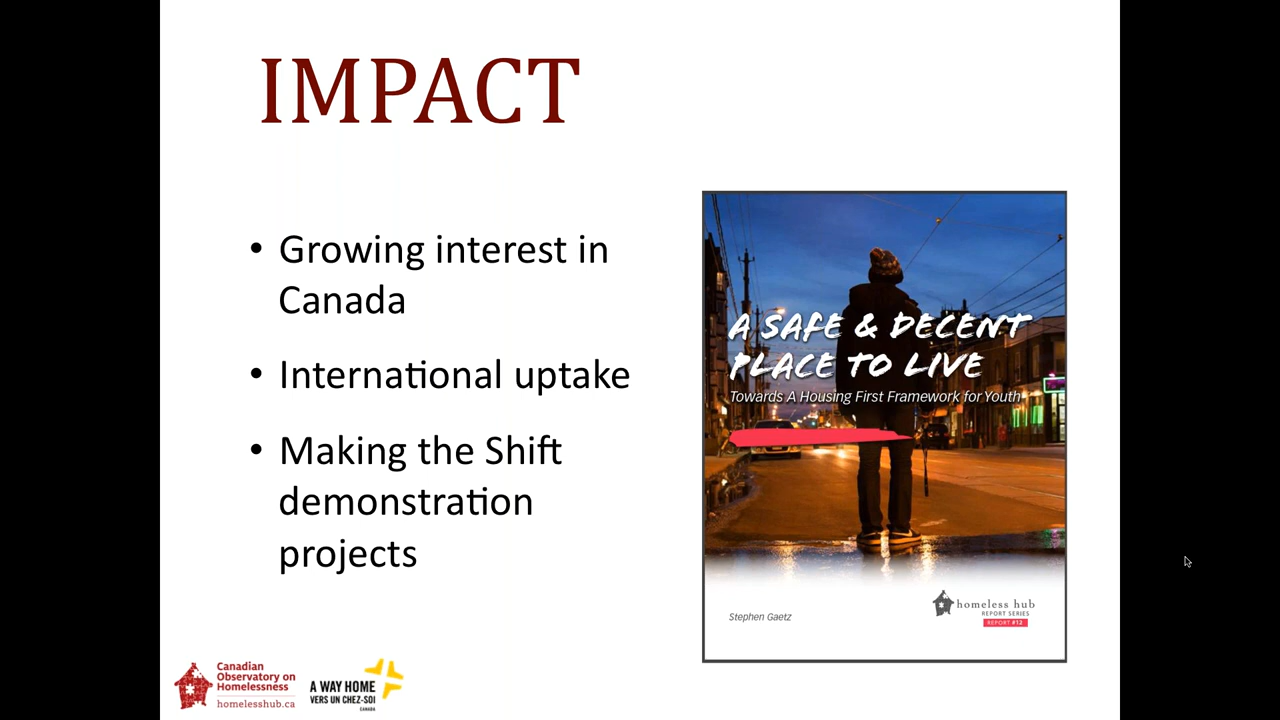 IMPACT
• Growing interest in
Canada
• International uptake
• Making the Shift
demonstration
projects
A SAFE & DECENT
PLACE TO LIVE
Towards A Housing First Framework for Youth
Stephen Gaetz
homeless hub
REPORT SERIES
REPORT #12
Canadian
Observatory on
Homelessness
homelesshub.ca
A WAY HOME
VERS UN CHEZ-SOI
CANADA